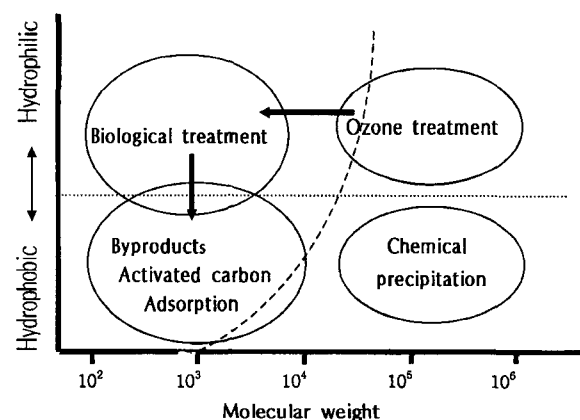 Hydrophilic
Hydrophobic
Biological treatment
Ozone treatment
Byproducts
Activated carbon
Adsorption
Chemical
precipitation
10²
10³
10⁴
10⁵
10⁶
Molecular weight